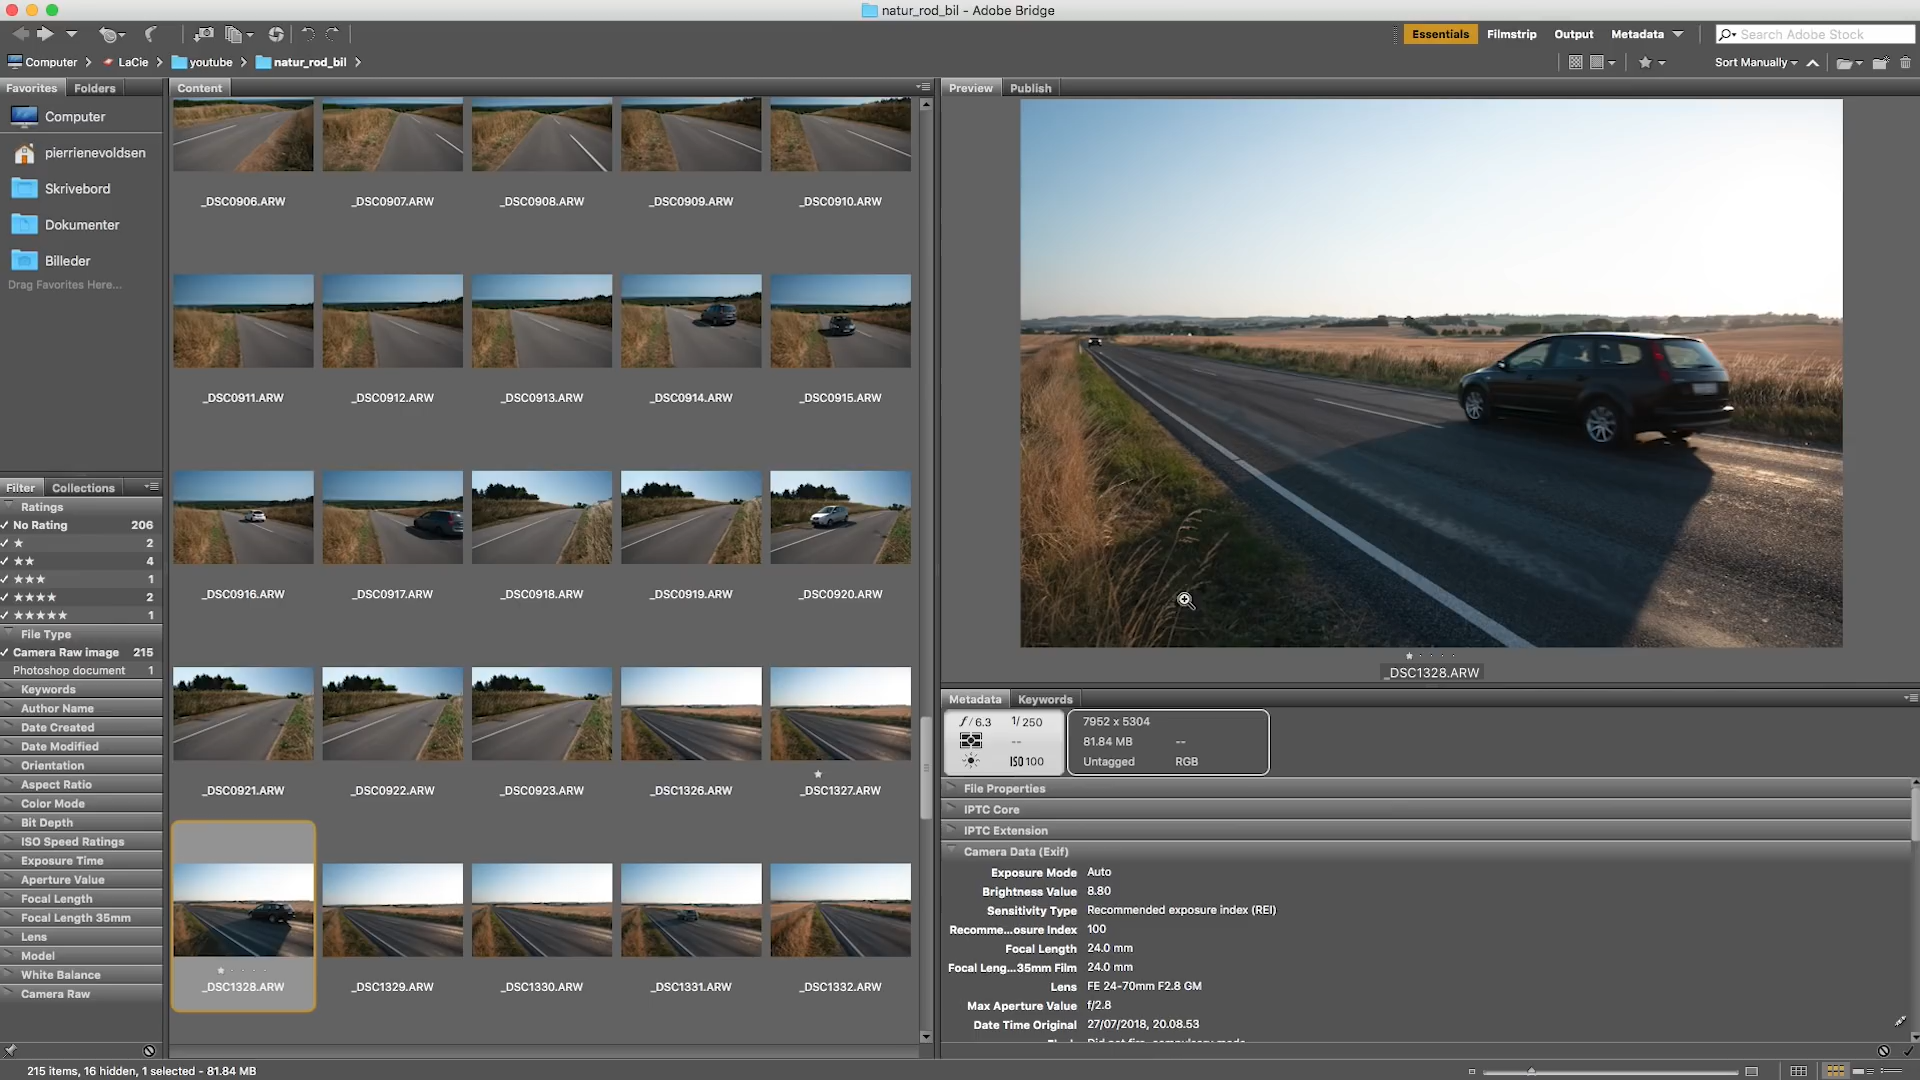 natur_rod_bil - Adobe Bridge
Essentials Filmstrip Output Metadata
Search Adobe Stock
Computer LaCie youtube natur_rod_bil
Sort Manually
Favorites Folders
Computer
pierrienevoldsen
Skrivebord
Dokumenter
Billeder
Drag Favorites Here...
Filter Collections
Ratings
No Rating 206
★ 2
★★ 4
★★★ 1
★★★★ 2
★★★★★ 1
File Type
Camera Raw image 215
Photoshop document 1
Keywords
Author Name
Date Created
Date Modified
Orientation
Aspect Ratio
Color Mode
Bit Depth
ISO Speed Ratings
Exposure Time
Aperture Value
Focal Length
Focal Length 35mm
Lens
Model
White Balance
Camera Raw
Content
_DSC0906.ARW _DSC0907.ARW _DSC0908.ARW _DSC0909.ARW _DSC0910.ARW
_DSC0911.ARW _DSC0912.ARW _DSC0913.ARW _DSC0914.ARW _DSC0915.ARW
_DSC0916.ARW _DSC0917.ARW _DSC0918.ARW _DSC0919.ARW _DSC0920.ARW
_DSC0921.ARW _DSC0922.ARW _DSC0923.ARW _DSC1326.ARW _DSC1327.ARW
_DSC1328.ARW _DSC1329.ARW _DSC1330.ARW _DSC1331.ARW _DSC1332.ARW
Preview Publish
_DSC1328.ARW
Metadata Keywords
f/6.3 1/250
--
ISO100
7952 x 5304
81.84 MB --
Untagged RGB
File Properties
IPTC Core
IPTC Extension
Camera Data (Exif)
Exposure Mode Auto
Brightness Value 8.80
Sensitivity Type Recommended exposure index (REI)
Recomme...osure Index 100
Focal Length 24.0 mm
Focal Leng...35mm Film 24.0 mm
Lens FE 24-70mm F2.8 GM
Max Aperture Value f/2.8
Date Time Original 27/07/2018, 20.08.53
215 items, 16 hidden, 1 selected - 81.84 MB